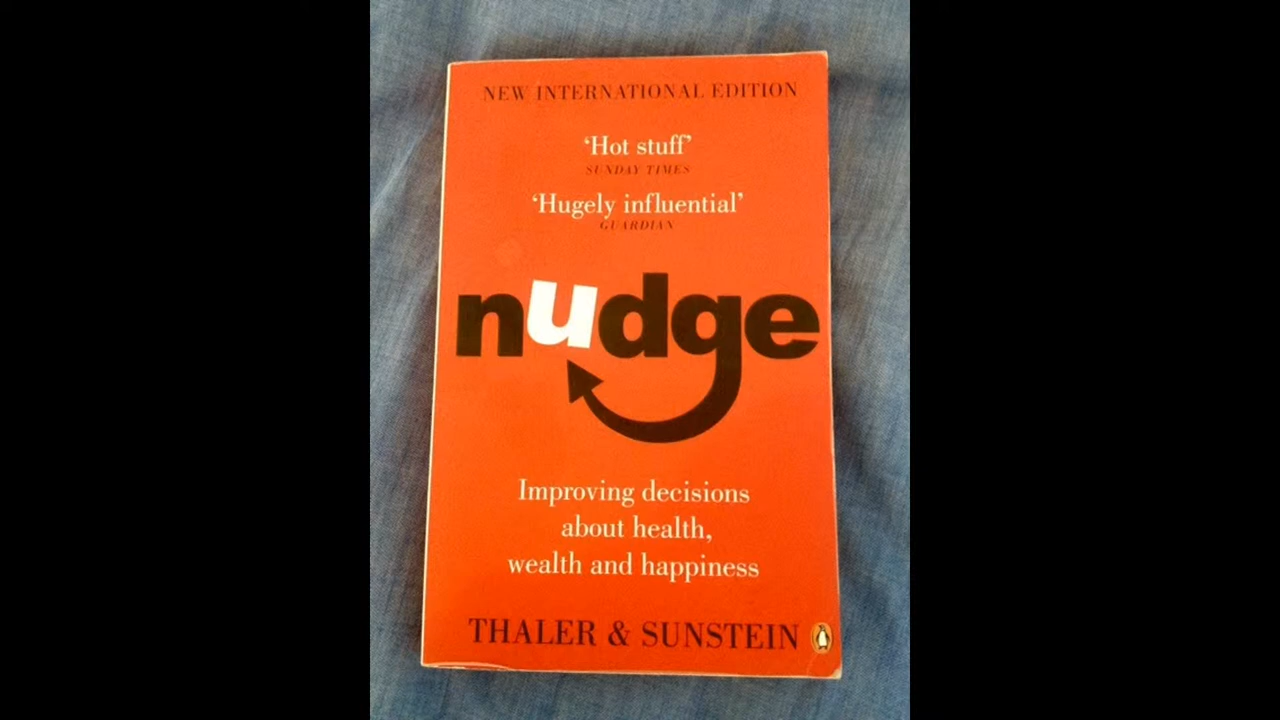 NEW INTERNATIONAL EDITION
‘Hot stuff’
SUNDAY TIMES
‘Hugely influential’
GUARDIAN
nudge
Improving decisions
about health,
wealth and happiness
THALER & SUNSTEIN